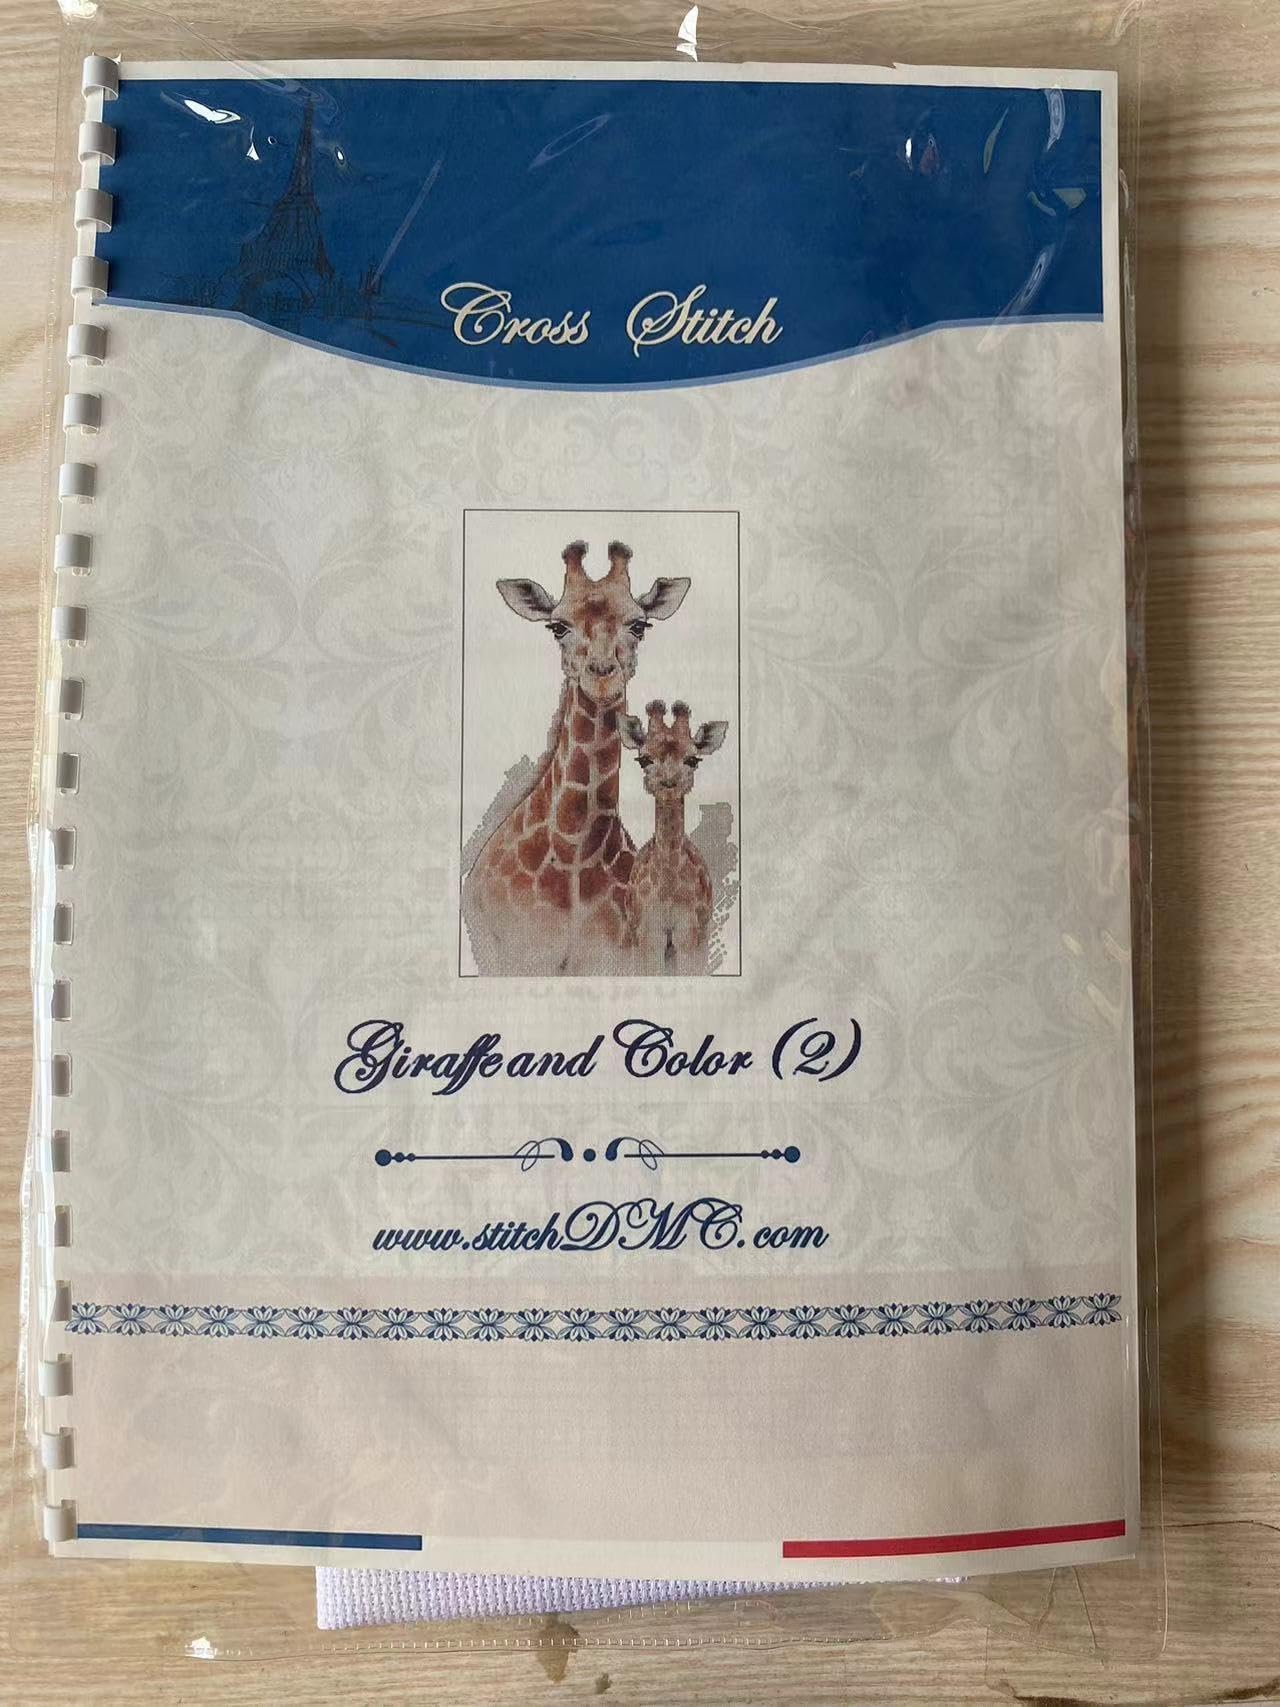 Cross Stitch
Giraffe and Color (2)
www.stitchDMC.com